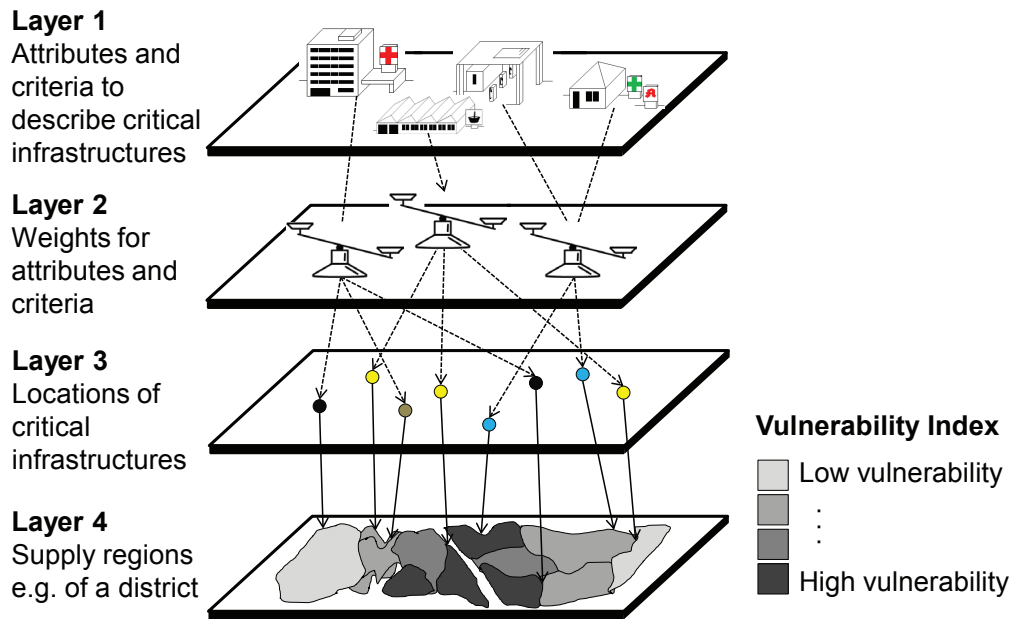 Layer 1
Attributes and
criteria to
describe critical
infrastructures
Layer 2
Weights for
attributes and
criteria
Layer 3
Locations of
critical
infrastructures
Layer 4
Supply regions
e.g. of a district
Vulnerability Index
Low vulnerability
High vulnerability